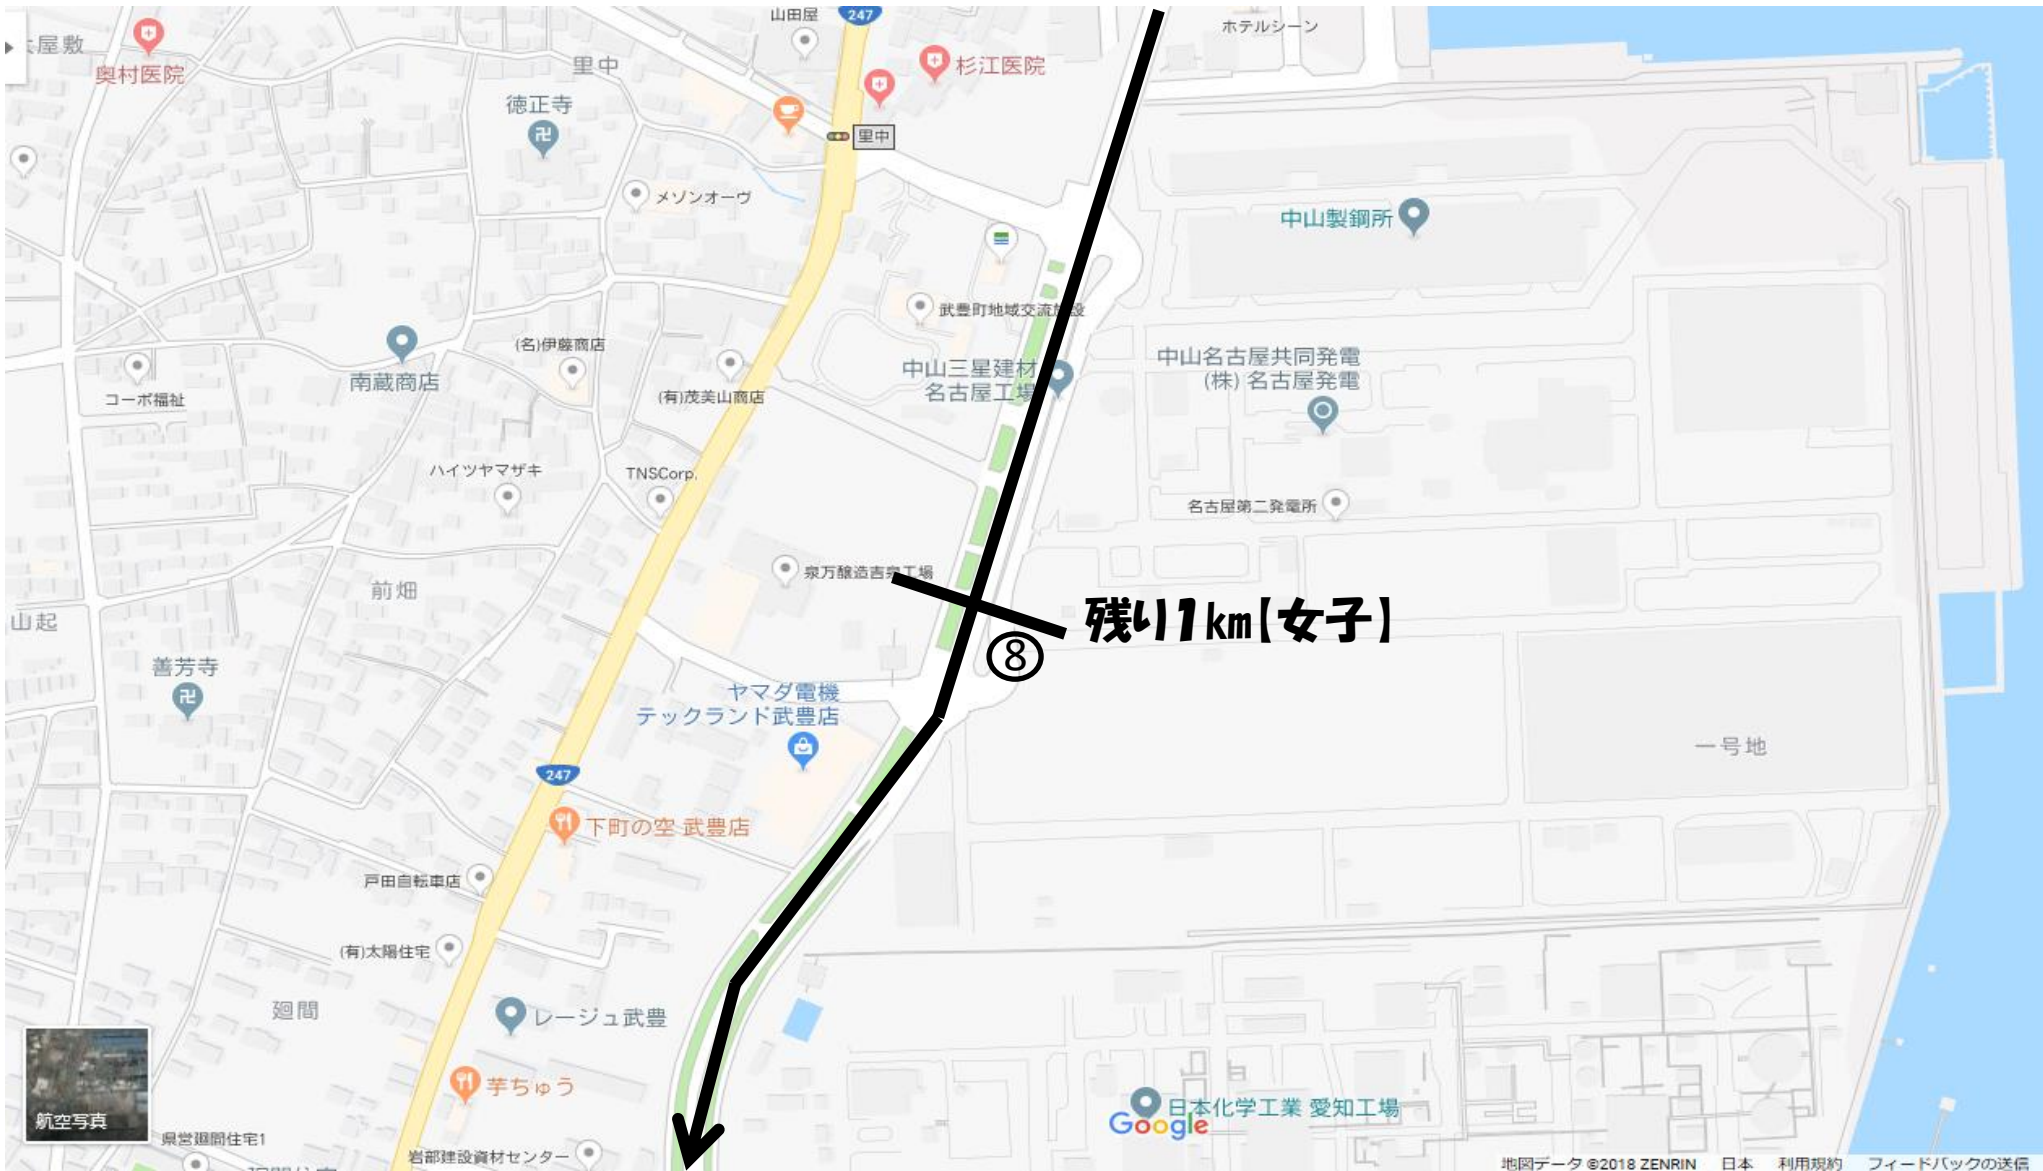 山田屋
247
ホテルシーン
屋敷
奥村医院
里中
杉江医院
徳正寺
里中
メゾンオーヴ
中山製鋼所
武豊町地域交流施設
(名)伊藤商店
中山三星建材
名古屋工場
中山名古屋共同発電
(株) 名古屋発電
南蔵商店
コーポ福祉
(有)茂美山商店
ハイツヤマザキ
TNSCorp.
名古屋第二発電所
泉万醸造吉泉工場
前畑
残り1km【女子】
山起
⑧
善芳寺
ヤマダ電機
テックランド武豊店
一号地
247
下町の空 武豊店
戸田自転車店
(有)太陽住宅
廻間
レージュ武豊
芋ちゅう
日本化学工業 愛知工場
Google
航空写真
県営廻間住宅1
岩部建設資材センター
地図データ ©2018 ZENRIN 日本 利用規約 フィードバックの送信